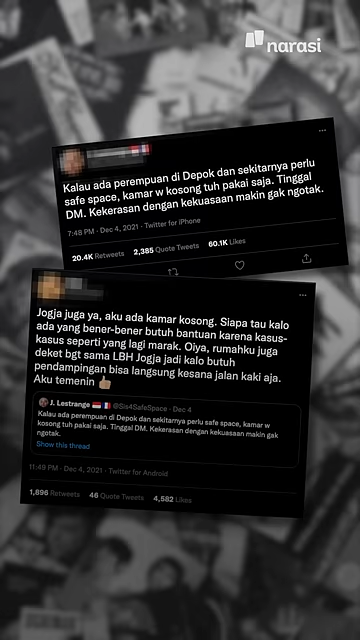 narasi
Kalau ada perempuan di Depok dan sekitarnya perlu
safe space, kamar w kosong tuh pakai saja. Tinggal
DM. Kekerasan dengan kekuasaan makin gak ngotak.
7:48 PM · Dec 4, 2021 · Twitter for iPhone
20.4K Retweets 2,385 Quote Tweets 60.1K Likes
Jogja juga ya, aku ada kamar kosong. Siapa tau kalo
ada yang bener-bener butuh bantuan karena kasus-
kasus seperti yang lagi marak. Oiya, rumahku juga
deket bgt sama LBH Jogja jadi kalo butuh
pendampingan bisa langsung kesana jalan kaki aja.
Aku temenin 👍🏼
J. Lestrange 🇮🇩 @Sis4SafeSpace · Dec 4
Kalau ada perempuan di Depok dan sekitarnya perlu safe space, kamar w
kosong tuh pakai saja. Tinggal DM. Kekerasan dengan kekuasaan makin gak
ngotak.
Show this thread
11:49 PM · Dec 4, 2021 · Twitter for Android
1,896 Retweets 46 Quote Tweets 4,582 Likes